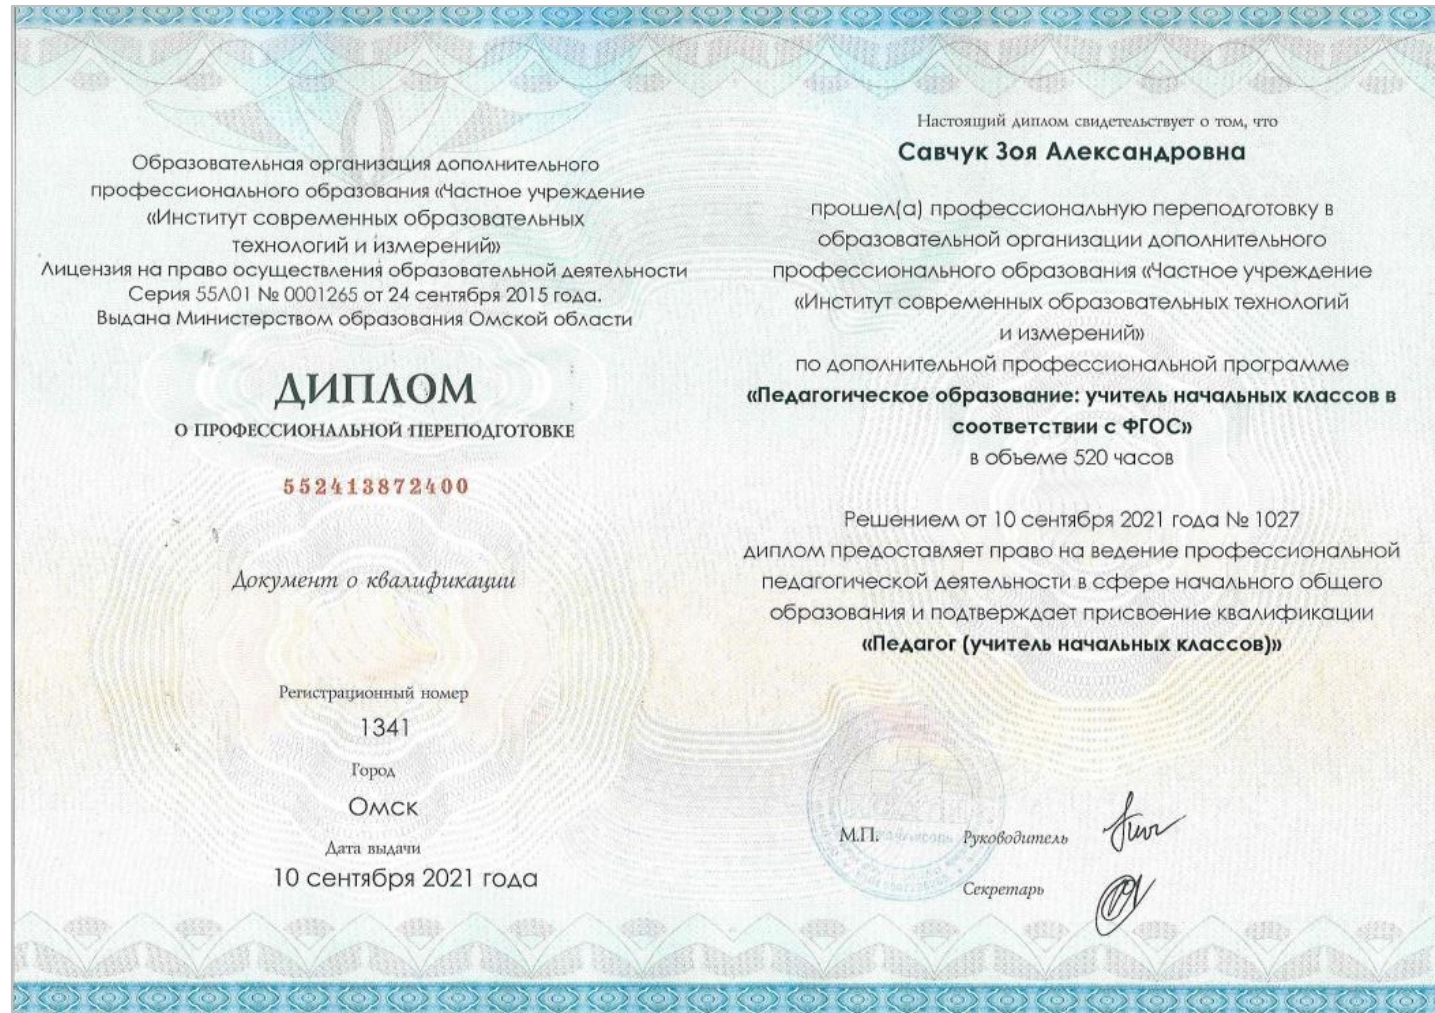 Образовательная организация дополнительного
профессионального образования «Частное учреждение
«Институт современных образовательных
технологий и измерений»
Лицензия на право осуществления образовательной деятельности
Серия 55Л01 № 0001265 от 24 сентября 2015 года.
Выдана Министерством образования Омской области
ДИПЛОМ
О ПРОФЕССИОНАЛЬНОЙ ПЕРЕПОДГОТОВКЕ
552413872400
Документ о квалификации
Регистрационный номер
1341
Город
Омск
Дата выдачи
10 сентября 2021 года
Настоящий диплом свидетельствует о том, что
Савчук Зоя Александровна
прошел(а) профессиональную переподготовку в
образовательной организации дополнительного
профессионального образования «Частное учреждение
«Институт современных образовательных технологий
и измерений»
по дополнительной профессиональной программе
«Педагогическое образование: учитель начальных классов в
соответствии с ФГОС»
в объеме 520 часов
Решением от 10 сентября 2021 года № 1027
диплом предоставляет право на ведение профессиональной
педагогической деятельности в сфере начального общего
образования и подтверждает присвоение квалификации
«Педагог (учитель начальных классов)»
М.П.
Руководитель
Секретарь